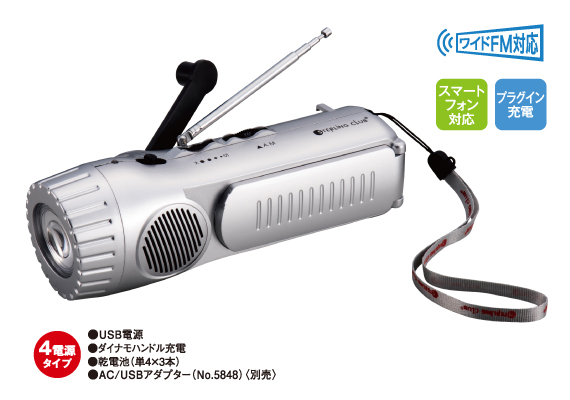 ワイドFM対応
スマート
フォン
対応
プラグイン
充電
STERLING CLUB
4電源
タイプ
●USB電源
●ダイナモハンドル充電
●乾電池（単4×3本）
●AC/USBアダプター（No.5848）〈別売〉